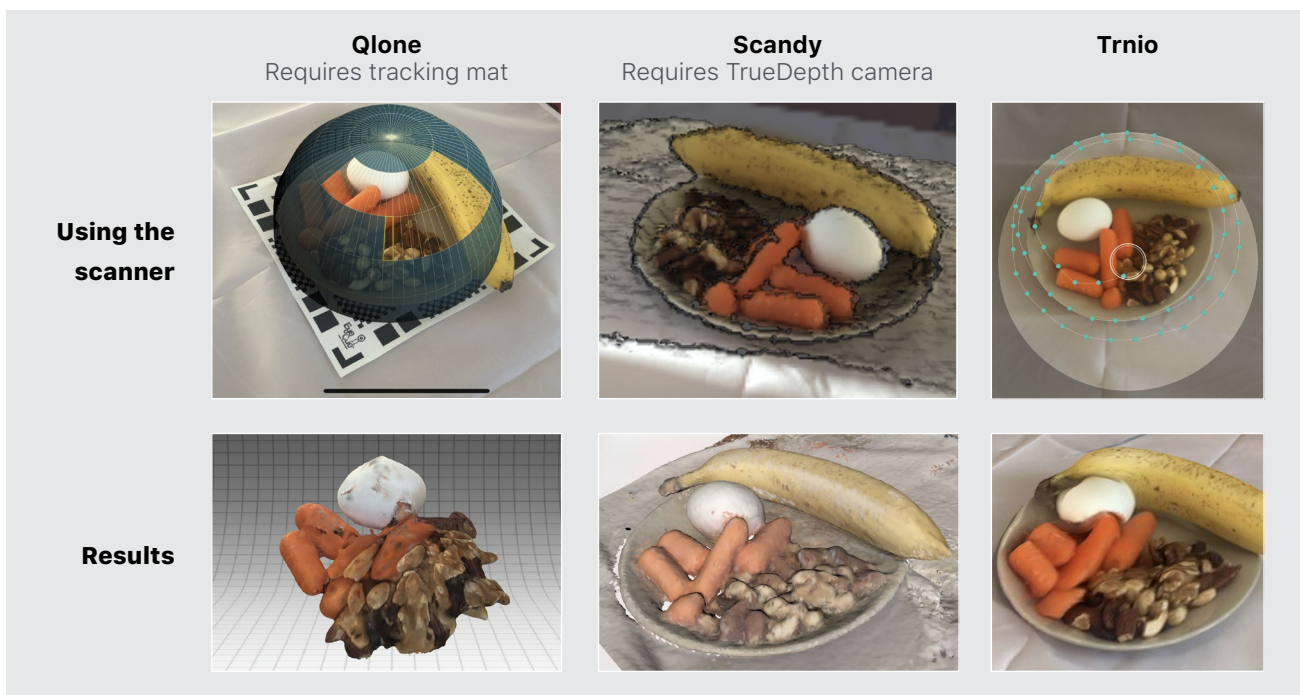 Qlone
Requires tracking mat
Scandy
Requires TrueDepth camera
Trnio
Using the
scanner
Results